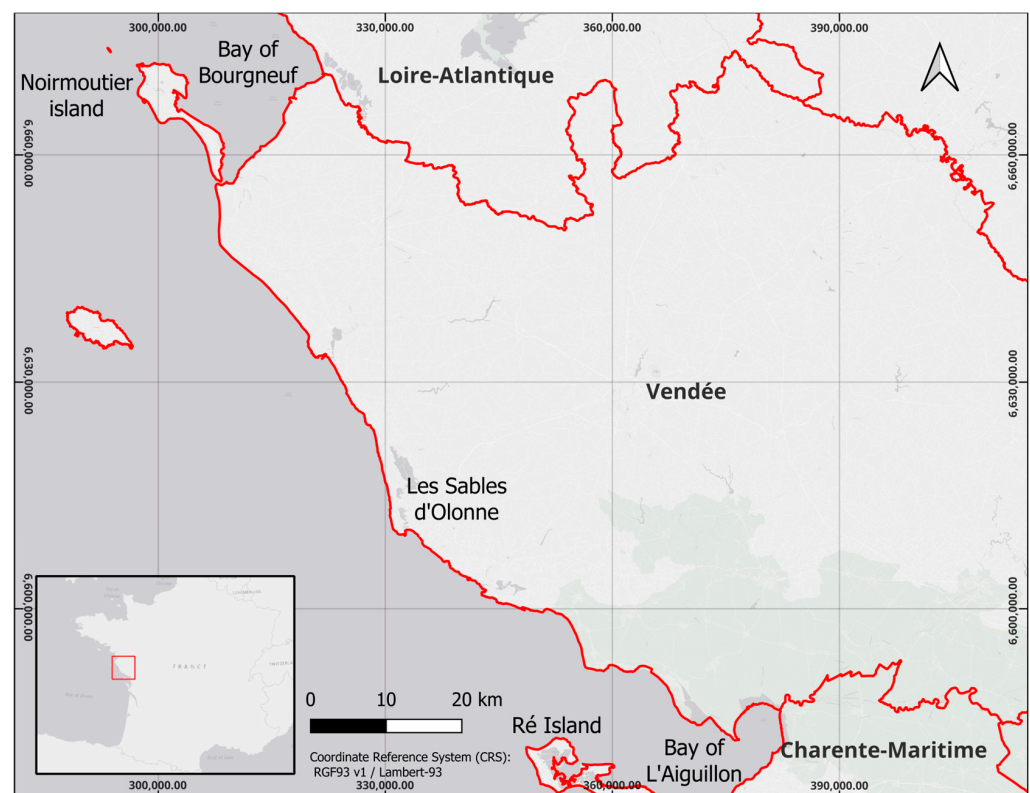 300,000.00
330,000.00
360,000.00
390,000.00
Bay of
Bourgneuf
Noirmoutier
island
Loire-Atlantique
6,660,000.00
6,660,000.00
6,630,000.00
6,630,000.00
Vendée
Les Sables
d'Olonne
6,600,000.00
6,600,000.00
FRANCE
0
10
20 km
Coordinate Reference System (CRS):
RGF93 v1 / Lambert-93
Ré Island
Bay of
L'Aiguillon
Charente-Maritime
300,000.00
330,000.00
360,000.00
390,000.00